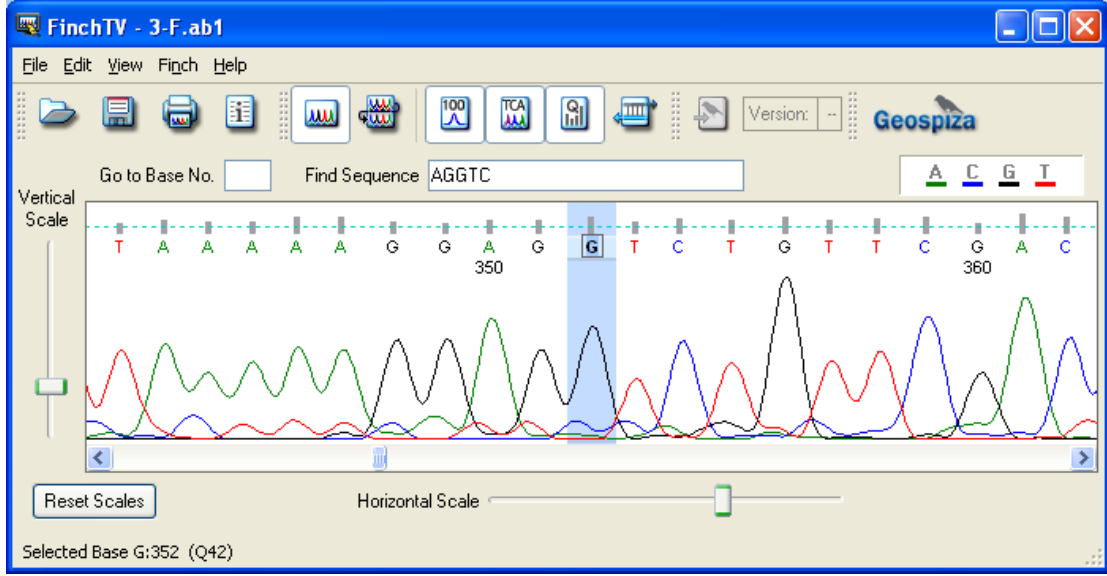 FinchTV - 3-F.ab1
File Edit View Finch Help
100 TCA Q Version: -- Geospiza
Go to Base No. Find Sequence AGGTC A C G T
Vertical
Scale
T A A A A A G G A G G T C T G T T C G A C
350 360
Reset Scales Horizontal Scale
Selected Base G:352 (Q42)